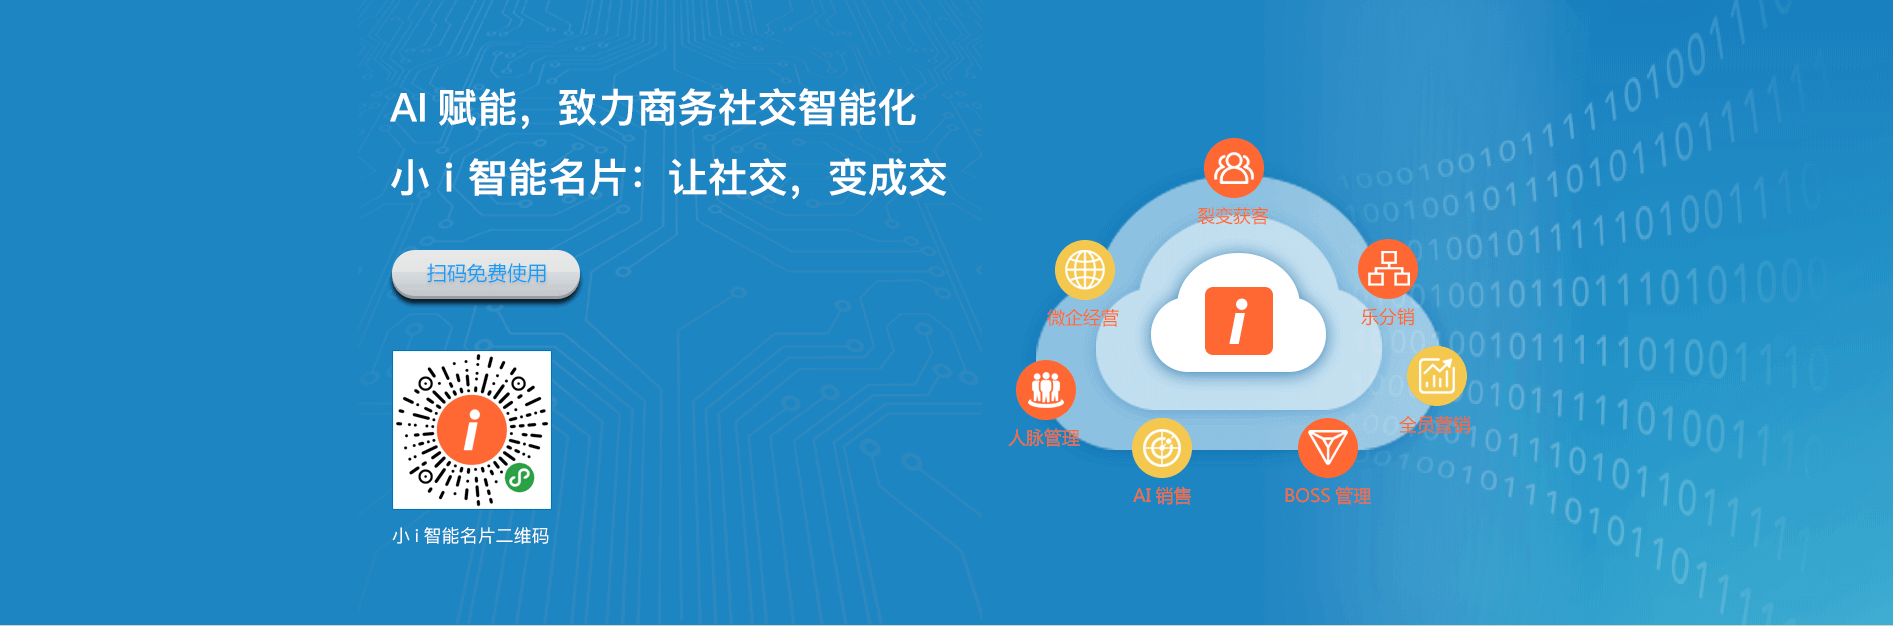 AI 赋能，致力商务社交智能化
小 i 智能名片：让社交，变成交
扫码免费使用
小 i 智能名片二维码
裂变获客
微企经营
乐分销
人脉管理
全员营销
AI 销售
BOSS 管理
i
i